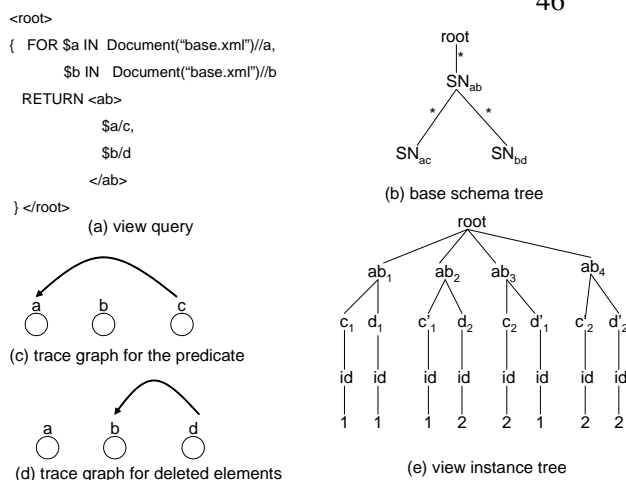 46
<root>
{ FOR $a IN Document(“base.xml”)//a,
$b IN Document(“base.xml”)//b
RETURN <ab>
$a/c,
$b/d
</ab>
} </root>
(a) view query
root
*
SNab
* *
SNac SNbd
(b) base schema tree
a b c
(c) trace graph for the predicate
a b d
(d) trace graph for deleted elements
root
ab1 ab2 ab3 ab4
c1 d1 c'1 d2 c2 d'1 c'2 d'2
id id id id id id id id
1 1 1 2 2 1 2 2
(e) view instance tree